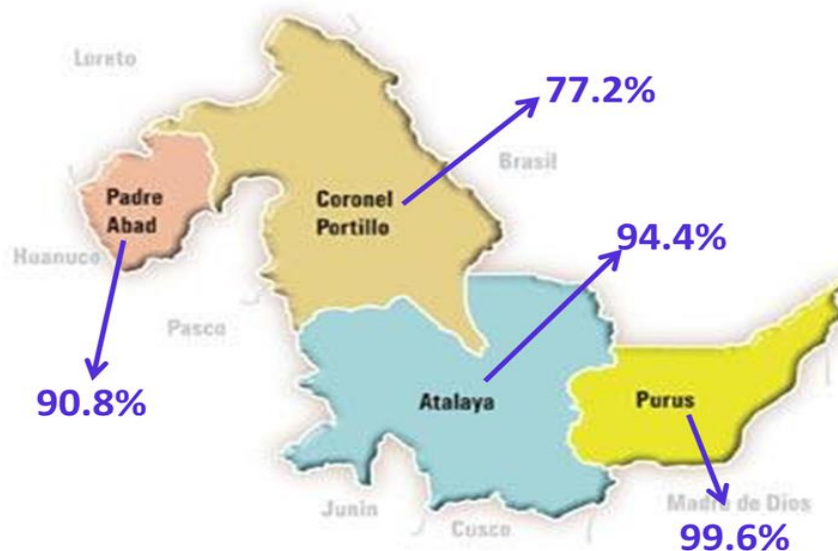 Loreto
77.2%
Brasil
Padre
Abad
Coronel
Portillo
94.4%
Huanuco
Pasco
90.8%
Atalaya
Purus
Junin
Cusco
Madre de Dios
99.6%